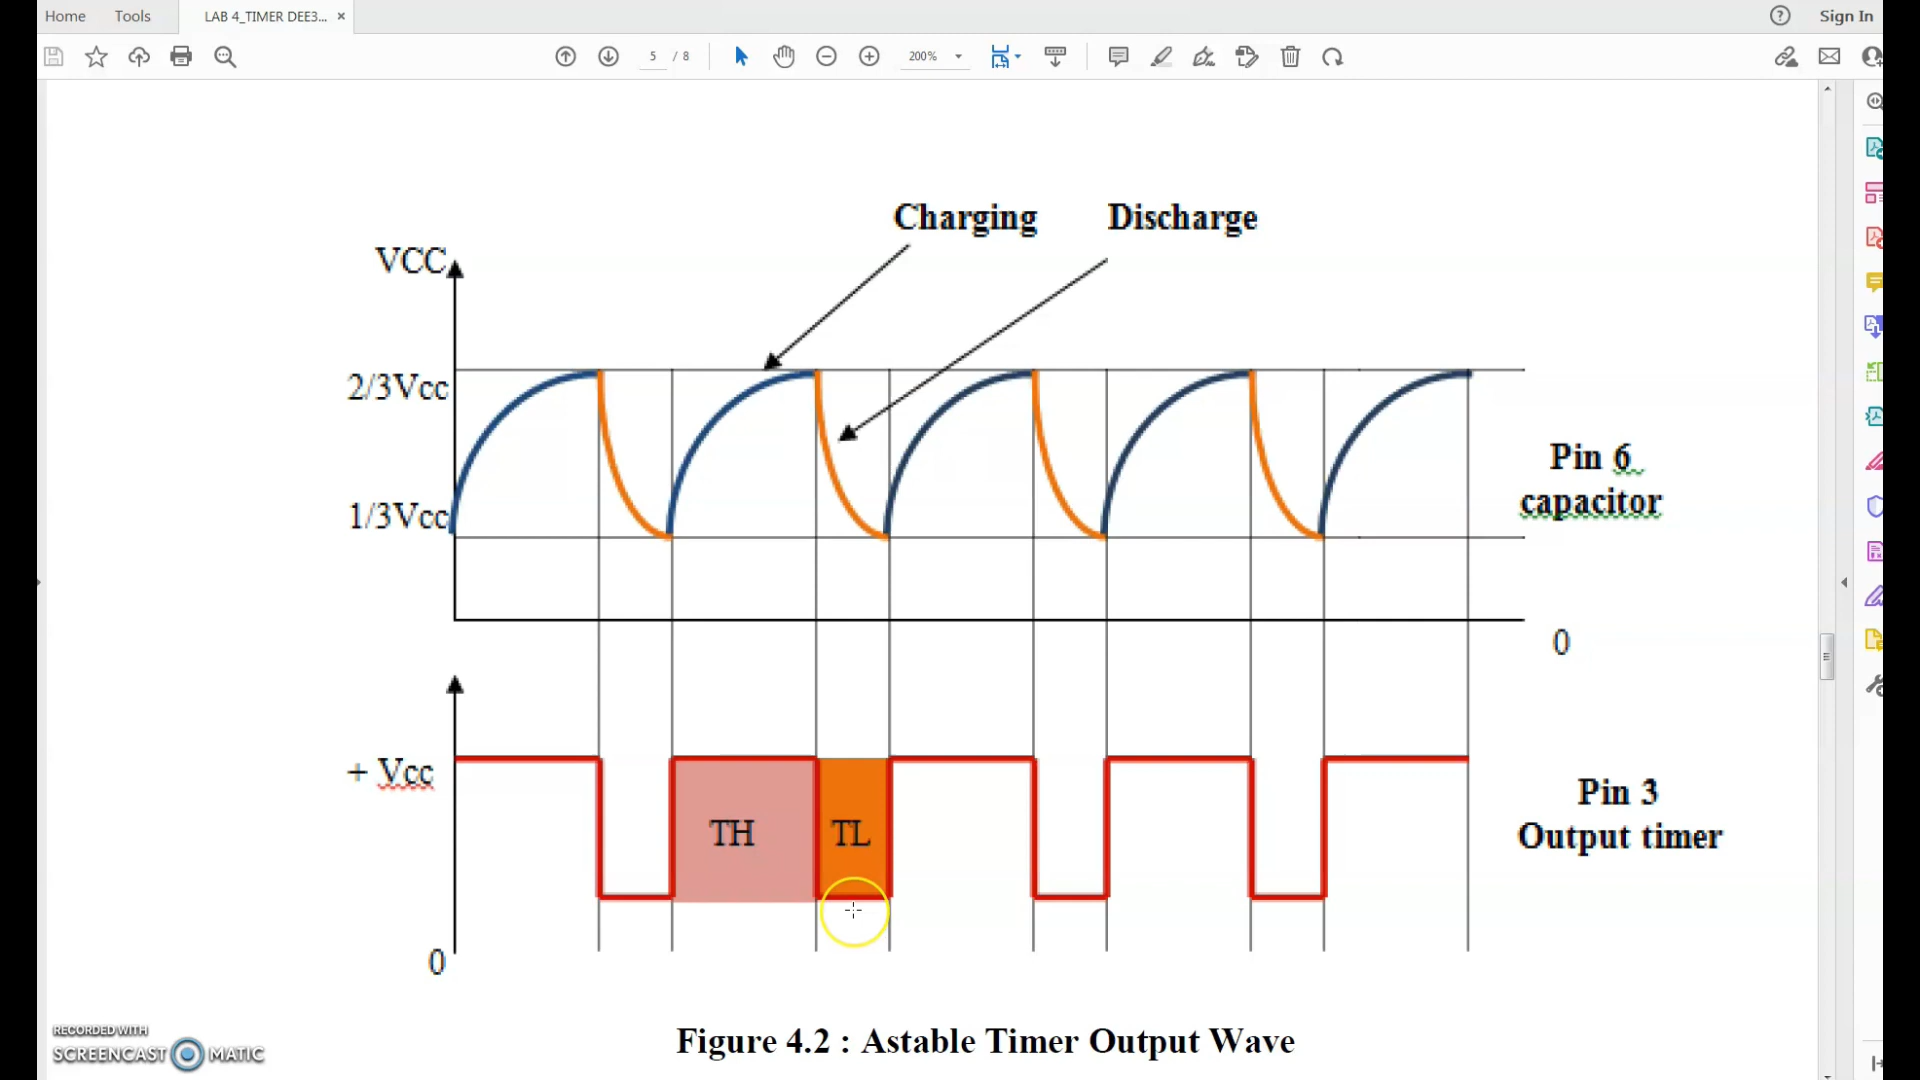 Home
Tools
LAB 4_TIMER DEE3... ×
Sign In
5 / 8
200%
Charging
Discharge
VCC
2/3Vcc
1/3Vcc
Pin 6
capacitor
0
+ Vcc
TH
TL
Pin 3
Output timer
0
Figure 4.2 : Astable Timer Output Wave
RECORDED WITH
SCREENCAST MATIC